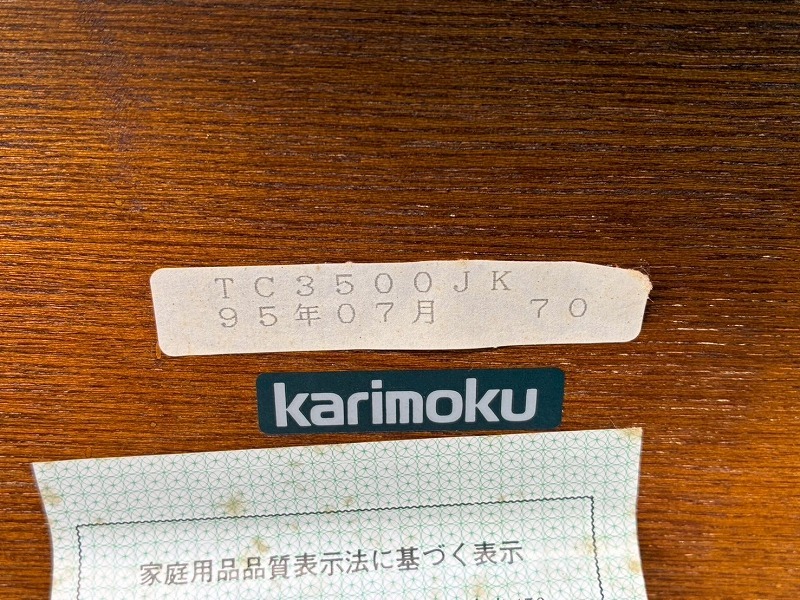 TC3500JK
95年07月 70
karimoku
家庭用品品質表示法に基づく表示